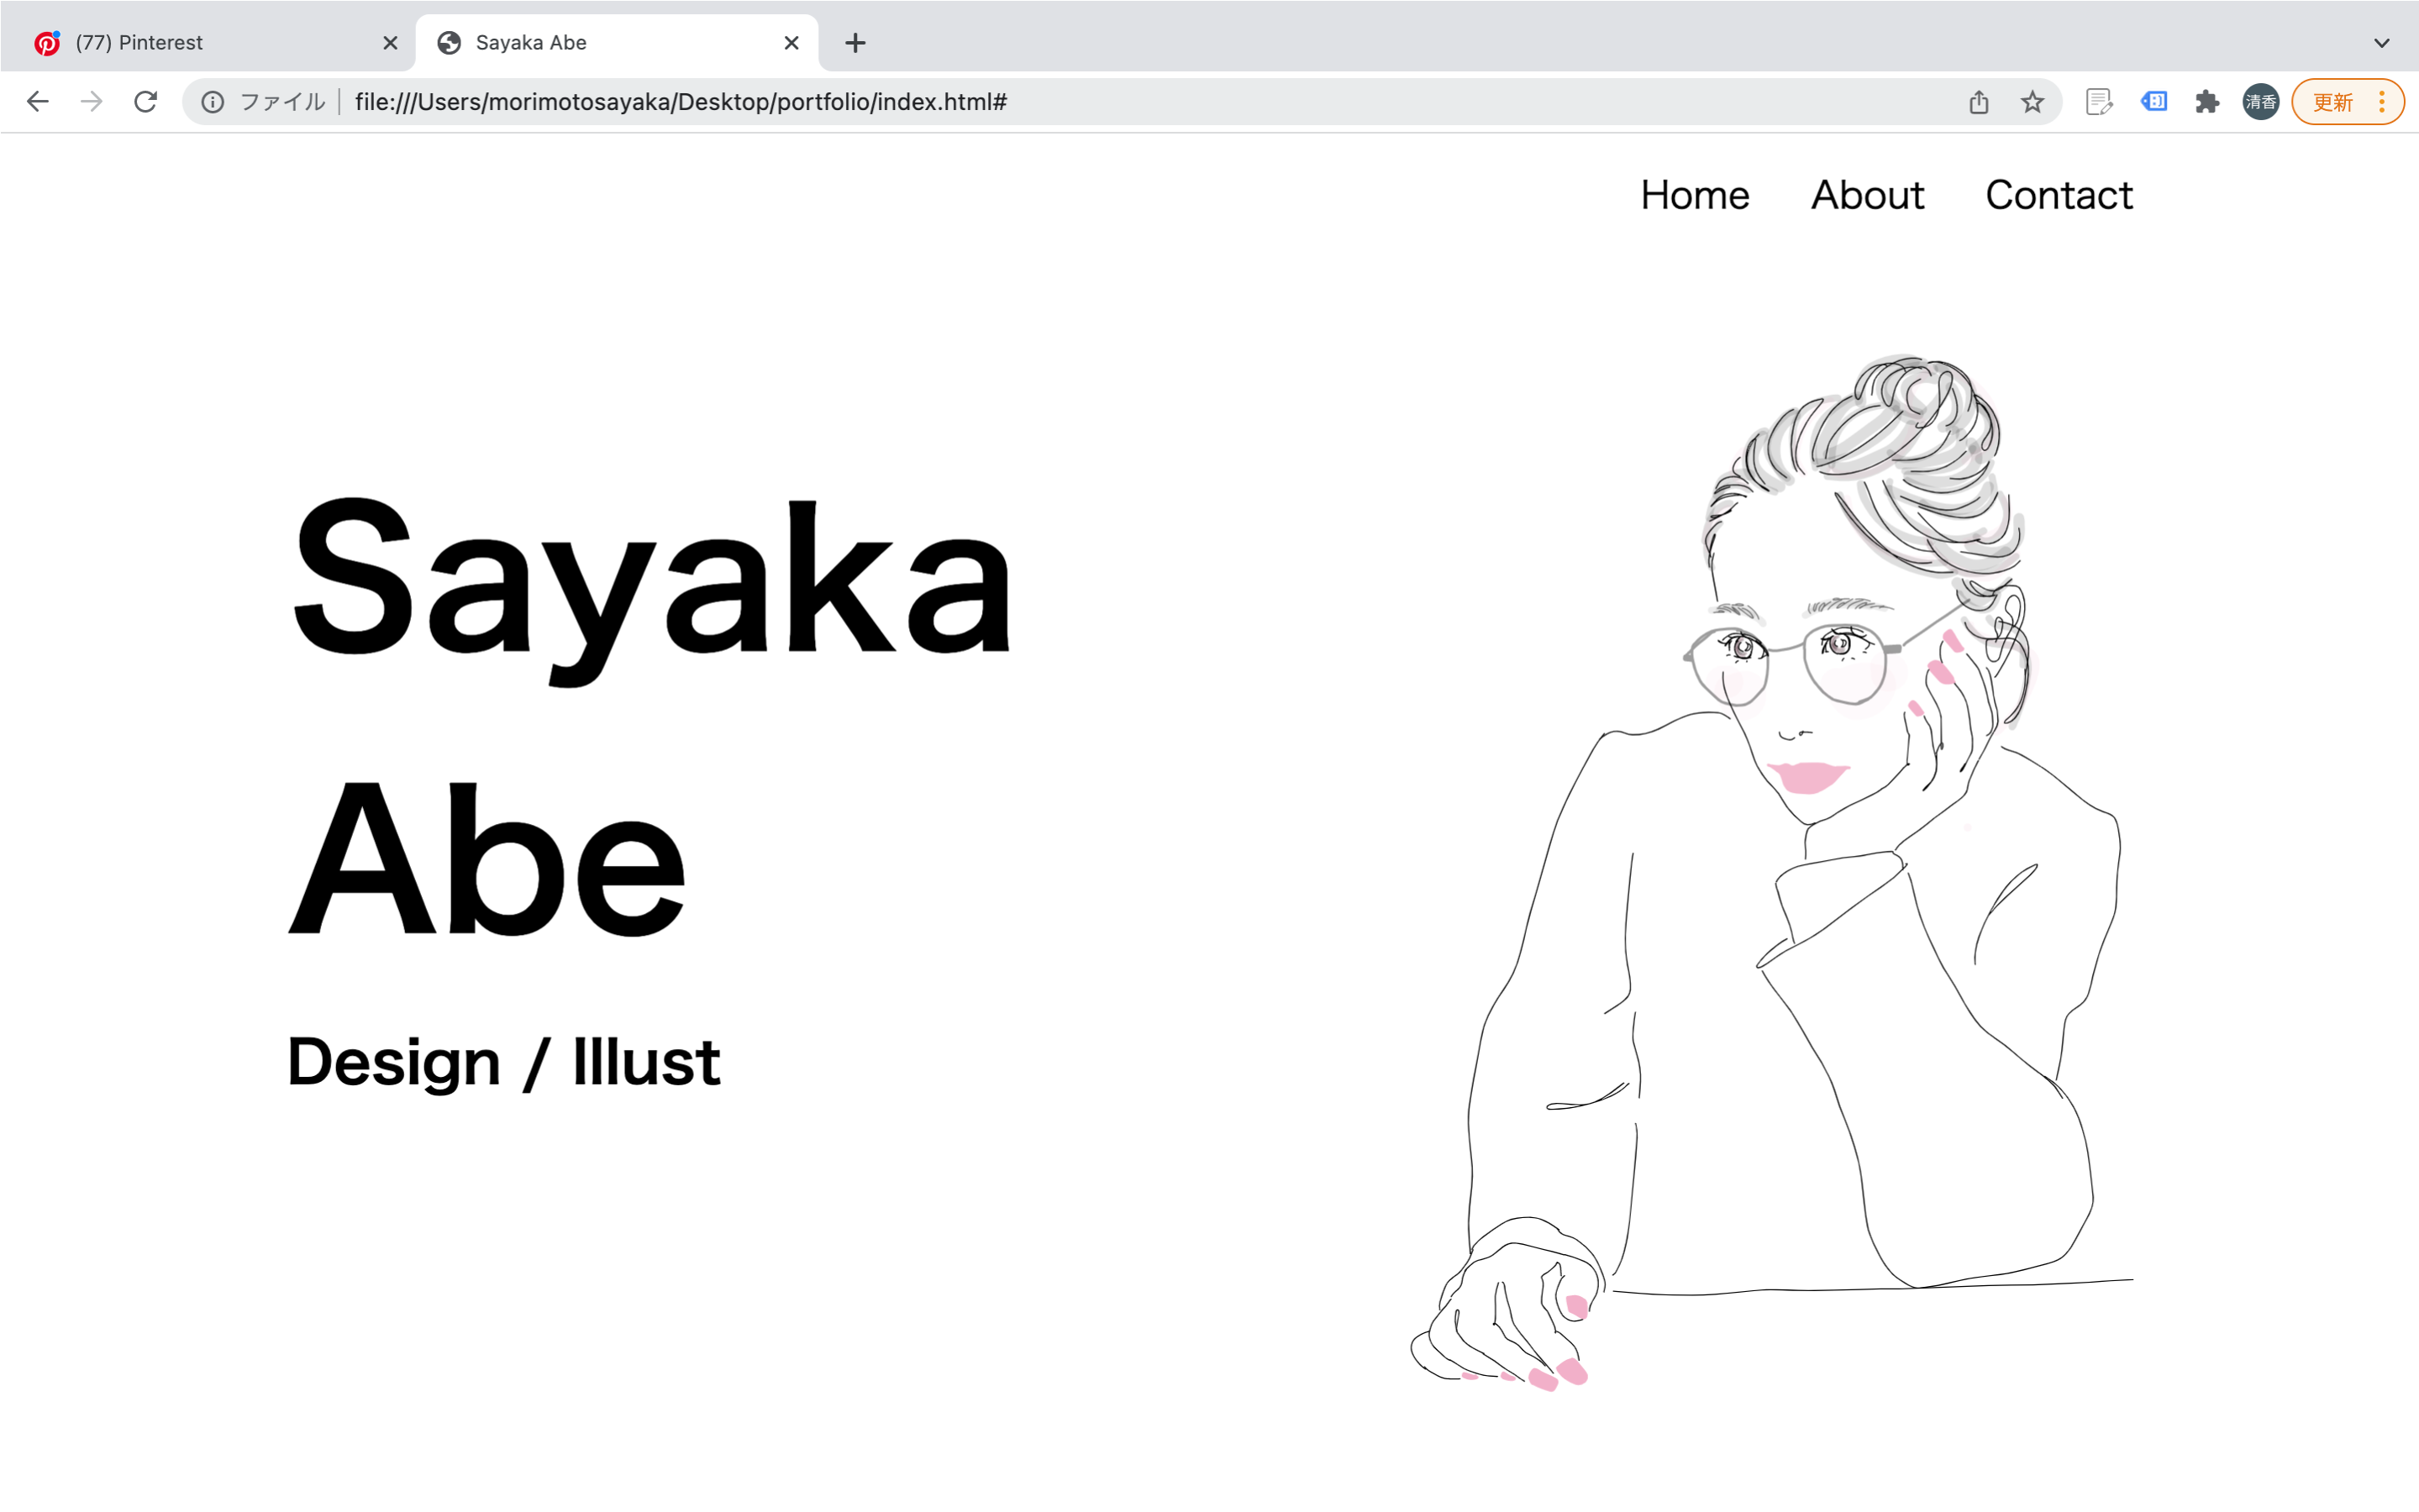 (77) Pinterest
Sayaka Abe
ファイル
file:///Users/morimotosayaka/Desktop/portfolio/index.html#
清香
更新
Home
About
Contact
Sayaka
Abe
Design / Illust